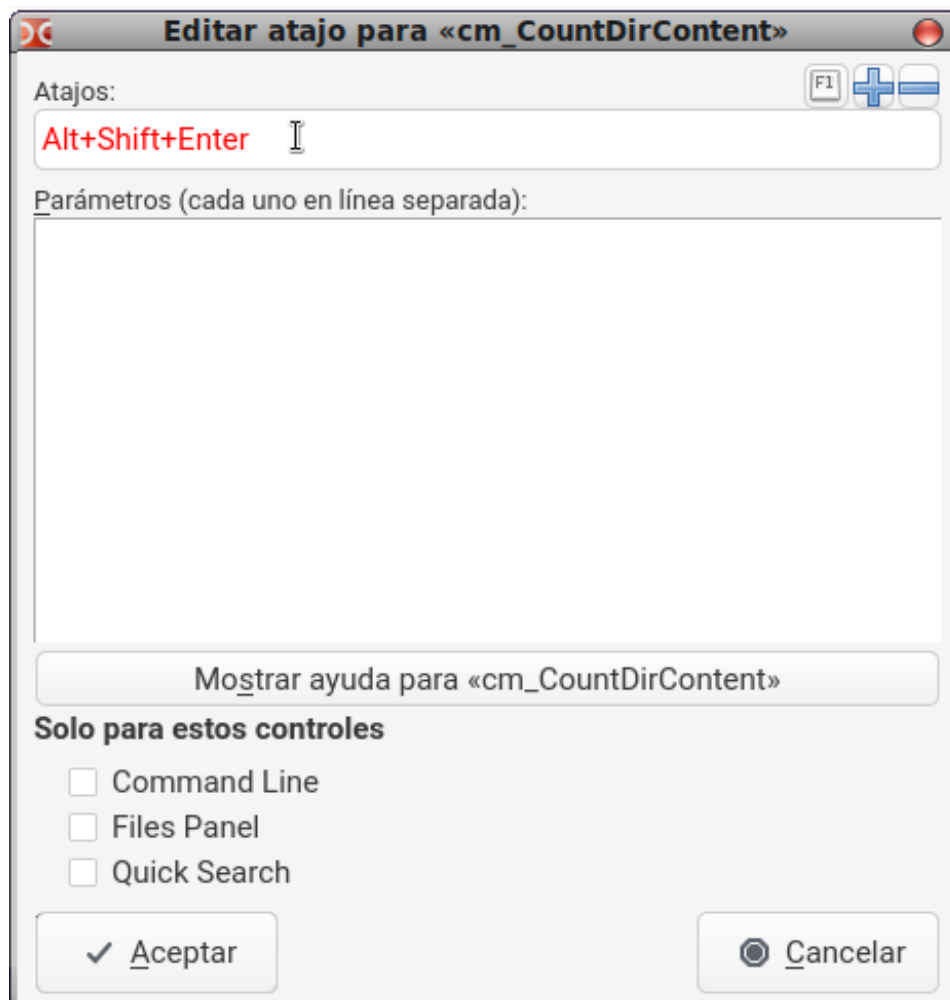 Editar atajo para «cm_CountDirContent»
Atajos:
F1
Alt+Shift+Enter
Parámetros (cada uno en línea separada):
Mostrar ayuda para «cm_CountDirContent»
Solo para estos controles
Command Line
Files Panel
Quick Search
Aceptar
Cancelar